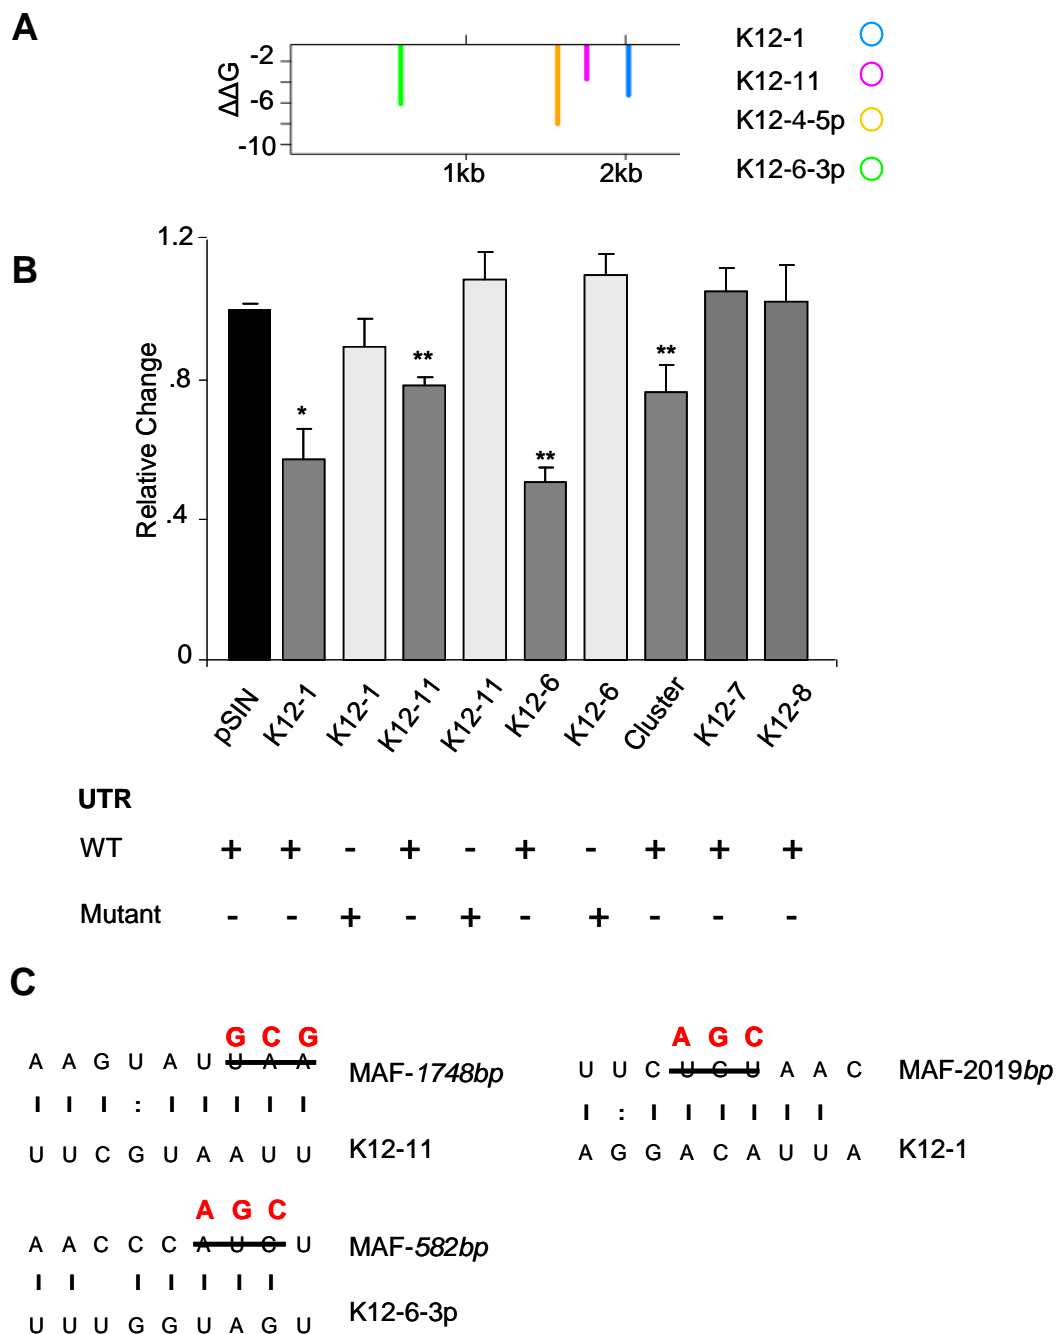 A
ΔΔG
-2
-6
-10
1kb 2kb
K12-1
K12-11
K12-4-5p
K12-6-3p
B
Relative Change
1.2
.8
.4
0
* ** ** **
pSIN K12-1 K12-1 K12-11 K12-11 K12-6 K12-6 Cluster K12-7 K12-8
UTR
WT + + - + - + - + + +
Mutant - - + - + - + - - -
C
G C G
A A G U A U U A A MAF-1748bp
I I I : I I I I I
U U C G U A A U U K12-11
A G C
U U C U C U A A C MAF-2019bp
I : I I I I I I
A G G A C A U U A K12-1
A G C
A A C C C A U C U MAF-582bp
I I I I I I I
U U U G G U A G U K12-6-3p